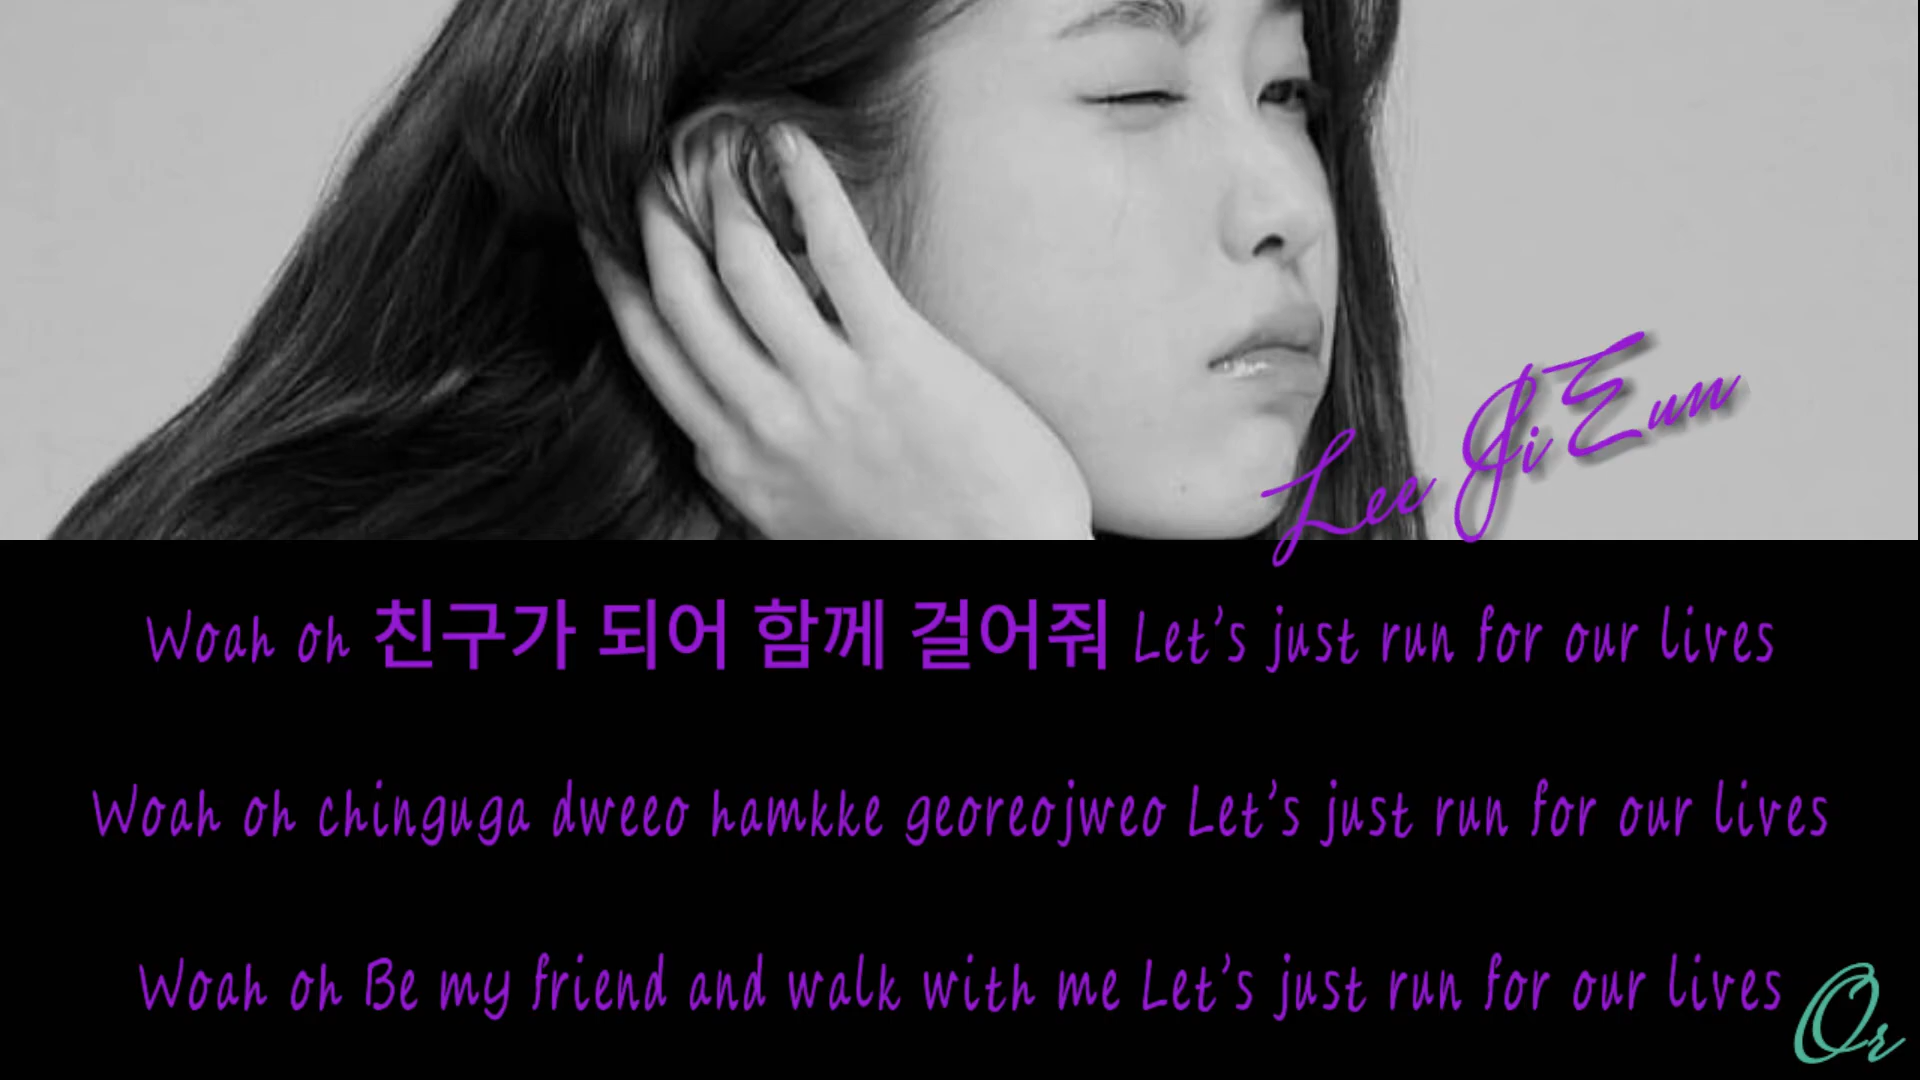 Lee Ji Eun
Woah oh 친구가 되어 함께 걸어줘 Let's just run for our lives
Woah oh chinguga dweeo hamkke georeojweo Let's just run for our lives
Woah oh Be my friend and walk with me Let's just run for our lives
Or